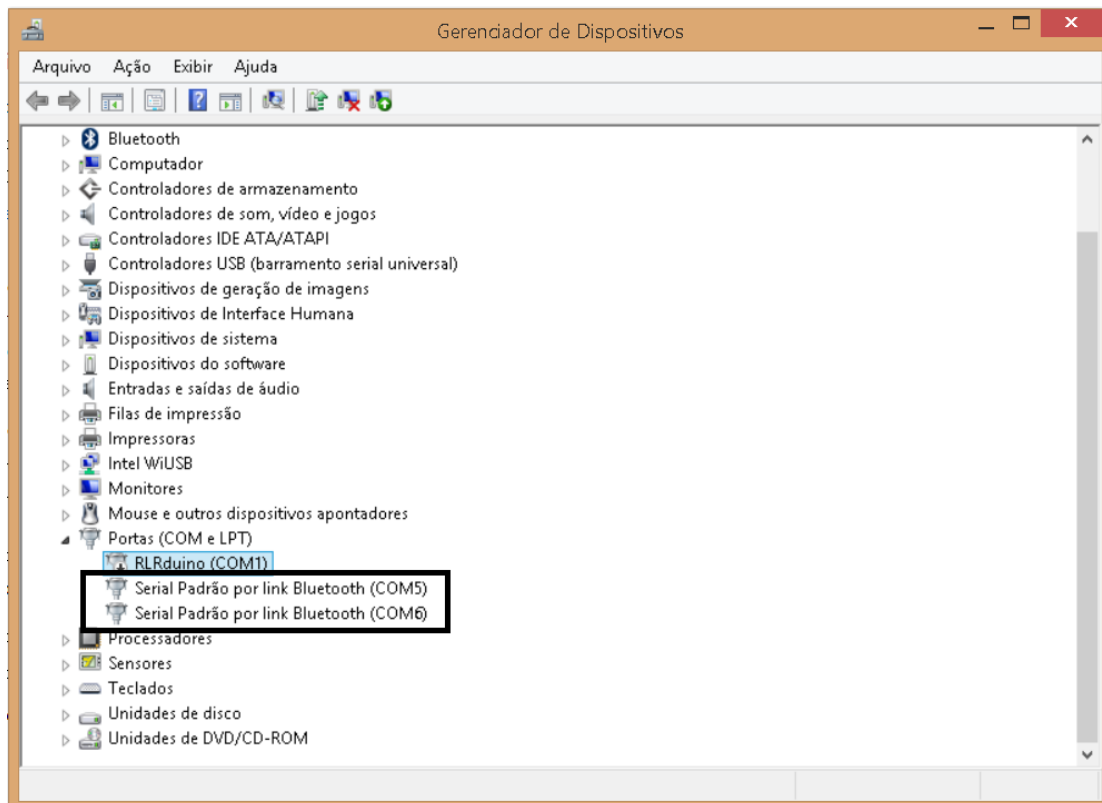 Gerenciador de Dispositivos
Arquivo Ação Exibir Ajuda
Bluetooth
Computador
Controladores de armazenamento
Controladores de som, vídeo e jogos
Controladores IDE ATA/ATAPI
Controladores USB (barramento serial universal)
Dispositivos de geração de imagens
Dispositivos de Interface Humana
Dispositivos de sistema
Dispositivos do software
Entradas e saídas de áudio
Filas de impressão
Impressoras
Intel WiUSB
Monitores
Mouse e outros dispositivos apontadores
Portas (COM e LPT)
RLRduino (COM1)
Serial Padrão por link Bluetooth (COM5)
Serial Padrão por link Bluetooth (COM6)
Processadores
Sensores
Teclados
Unidades de disco
Unidades de DVD/CD-ROM